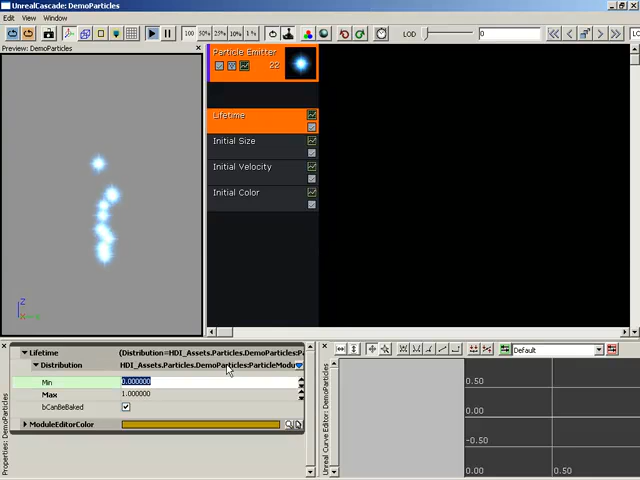 UnrealCascade: DemoParticles
Edit View Window
100 50% 25% 10% 1% LOD 0 LC
Preview: DemoParticles
Particle Emitter
22
Lifetime
Initial Size
Initial Velocity
Initial Color
Z
X
Properties: DemoParticles
Lifetime (Distribution=HDI_Assets.Particles.DemoParticles:P
Distribution HDI_Assets.Particles.DemoParticles:ParticleModu
Min 0.000000
Max 1.000000
bCanBeBaked
ModuleEditorColor
Unreal Curve Editor: DemoParticles
Default
0.50
0.00
-0.50
0.00 0.50